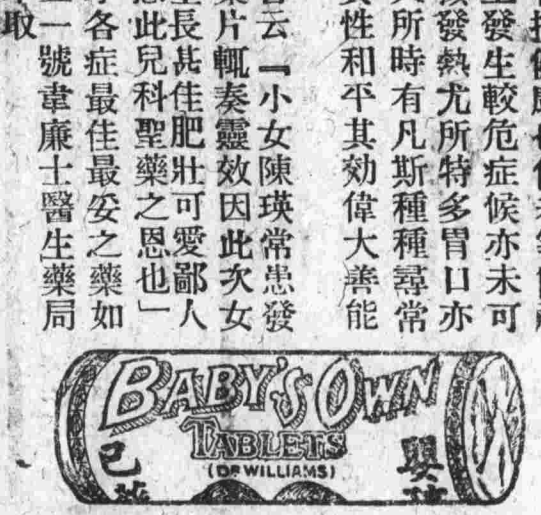 生發生較危症候亦未可
發熱尤所特多胃口亦
所時有凡斯種種尋常
性和平其効偉大善能
云『小女陳瑛常患發
片輒奏靈效因此次女
長甚佳肥壯可愛鄙人
此兒科聖藥之恩也」
各症最佳最妥之藥如
一號韋廉士醫生藥局
取
BABY'S OWN
TABLETS
(DR WILLIAMS)
嬰
己